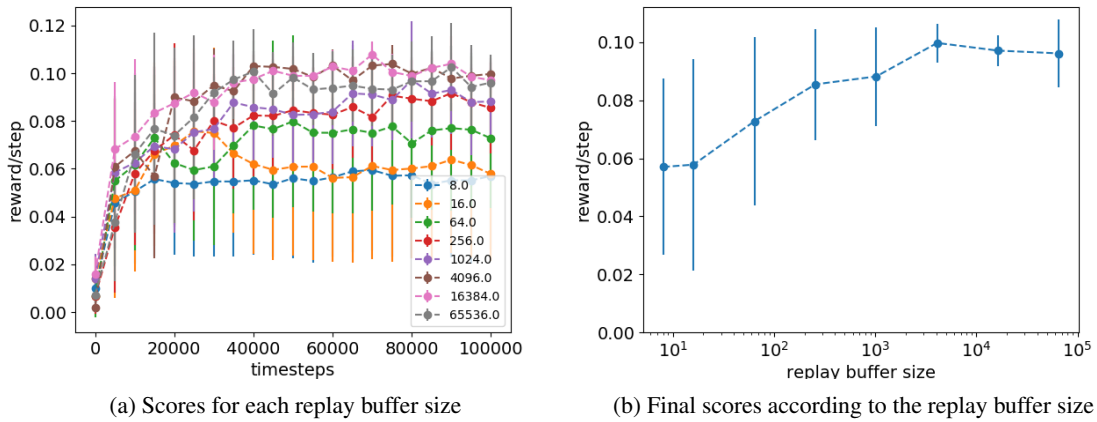 0.12
0.10
0.08
0.06
0.04
0.02
0.00
reward/step
0 20000 40000 60000 80000 100000
timesteps
8.0
16.0
64.0
256.0
1024.0
4096.0
16384.0
65536.0
(a) Scores for each replay buffer size
0.10
0.08
0.06
0.04
0.02
0.00
reward/step
10¹ 10² 10³ 10⁴ 10⁵
replay buffer size
(b) Final scores according to the replay buffer size